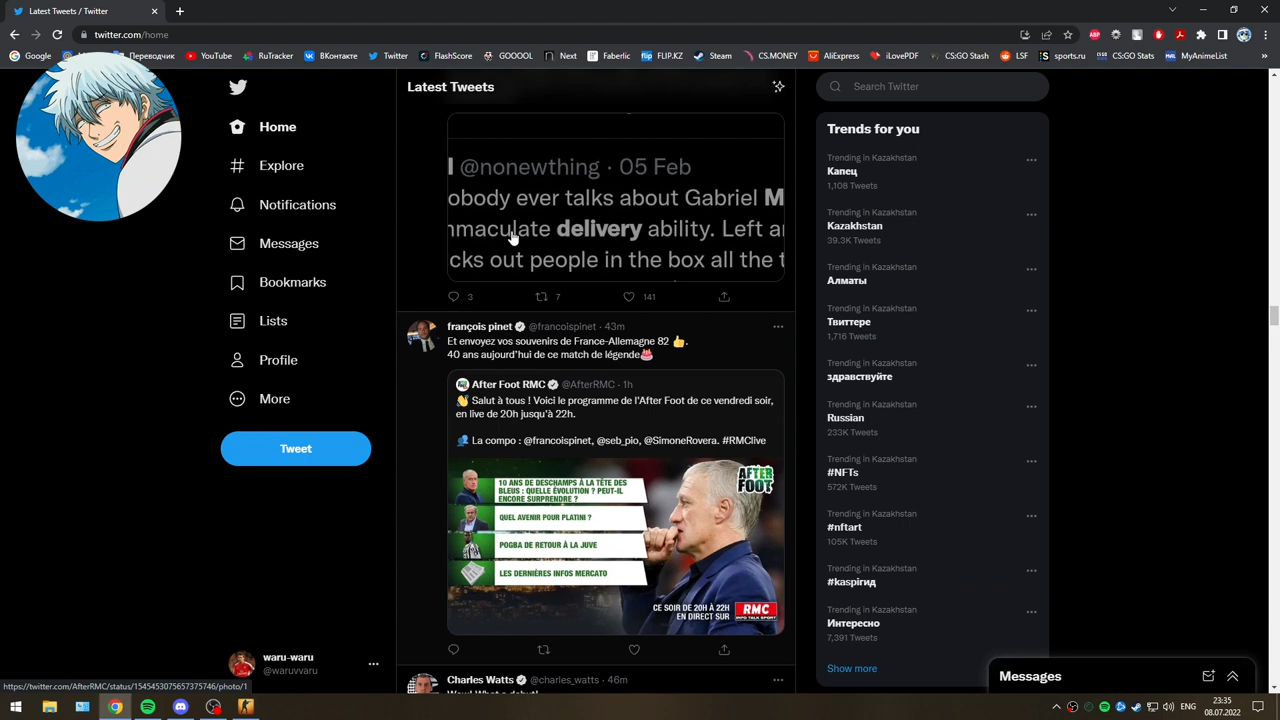 Latest Tweets / Twitter
twitter.com/home
ABP
Google
Переводчик
YouTube
RuTracker
ВКонтакте
Twitter
FlashScore
GOOOOL
Next
Faberlic
FLIP.KZ
Steam
CS.MONEY
AliExpress
iLovePDF
CS:GO Stash
LSF
sports.ru
CS:GO Stats
MyAnimeList
Home
Explore
Notifications
Messages
Bookmarks
Lists
Profile
More
Tweet
waru-waru
@waruvvaru
https://twitter.com/AfterRMC/status/1545453075657375746/photo/1
Latest Tweets
l @nonewthing · 05 Feb
obody ever talks about Gabriel M
mmaculate delivery ability. Left a
cks out people in the box all the t
3
7
141
françois pinet @francoispinet · 43m
Et envoyez vos souvenirs de France-Allemagne 82 👍.
40 ans aujourd'hui de ce match de légende🎂
After Foot RMC @AfterRMC · 1h
👋 Salut à tous ! Voici le programme de l'After Foot de ce vendredi soir,
en live de 20h jusqu'à 22h.
👤 La compo : @francoispinet, @seb_pio, @SimoneRovera. #RMClive
AFTER
FOOT
10 ANS DE DESCHAMPS À LA TÊTE DES
BLEUS : QUELLE ÉVOLUTION ? PEUT-IL
ENCORE SURPRENDRE ?
QUEL AVENIR POUR PLATINI ?
POGBA DE RETOUR À LA JUVE
LES DERNIÈRES INFOS MERCATO
CE SOIR DE 20H À 22H
EN DIRECT SUR
RMC
INFO TALK SPORT
Charles Watts @charles_watts · 46m
Wow! What a debut!
Search Twitter
Trends for you
Trending in Kazakhstan
Капец
1,108 Tweets
Trending in Kazakhstan
Kazakhstan
39.3K Tweets
Trending in Kazakhstan
Алматы
Trending in Kazakhstan
Твиттере
1,716 Tweets
Trending in Kazakhstan
здравствуйте
Trending in Kazakhstan
Russian
233K Tweets
Trending in Kazakhstan
#NFTs
572K Tweets
Trending in Kazakhstan
#nftart
105K Tweets
Trending in Kazakhstan
#kaspiгид
Trending in Kazakhstan
Интересно
7,391 Tweets
Show more
Messages
ENG
23:35
08.07.2022